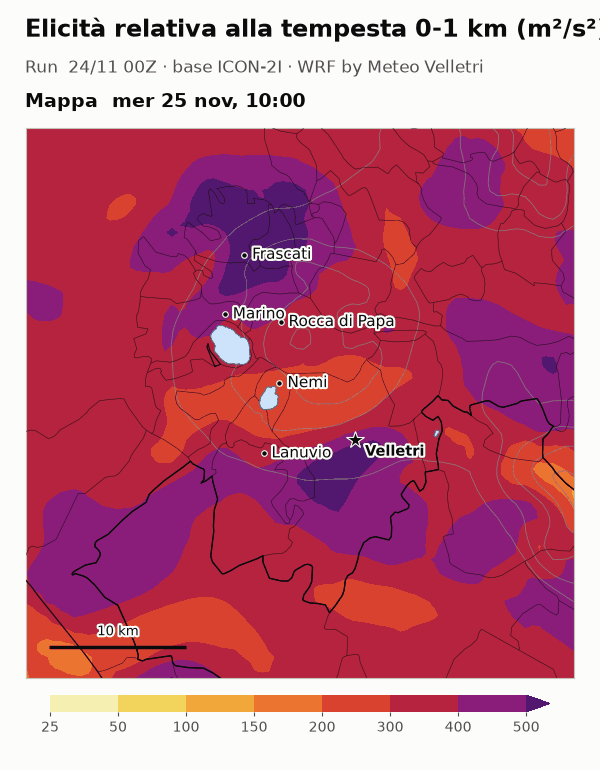 Elicità relativa alla tempesta 0-1 km (m²/s²)
Run 24/11 00Z · base ICON-2I · WRF by Meteo Velletri
Mappa mer 25 nov, 10:00
Frascati
Marino
Rocca di Papa
Nemi
Velletri
Lanuvio
10 km
25 50 100 150 200 300 400 500